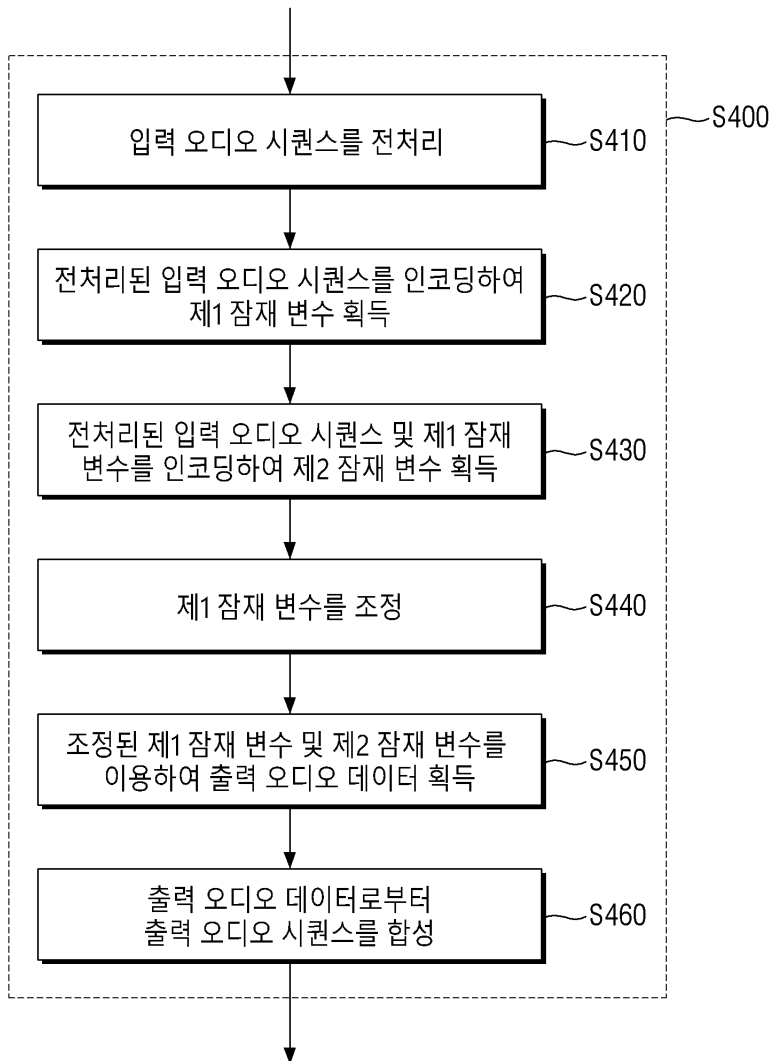 S400
입력 오디오 시퀀스를 전처리
S410
전처리된 입력 오디오 시퀀스를 인코딩하여
제1 잠재 변수 획득
S420
전처리된 입력 오디오 시퀀스 및 제1 잠재
변수를 인코딩하여 제2 잠재 변수 획득
S430
제1 잠재 변수를 조정
S440
조정된 제1 잠재 변수 및 제2 잠재 변수를
이용하여 출력 오디오 데이터 획득
S450
출력 오디오 데이터로부터
출력 오디오 시퀀스를 합성
S460